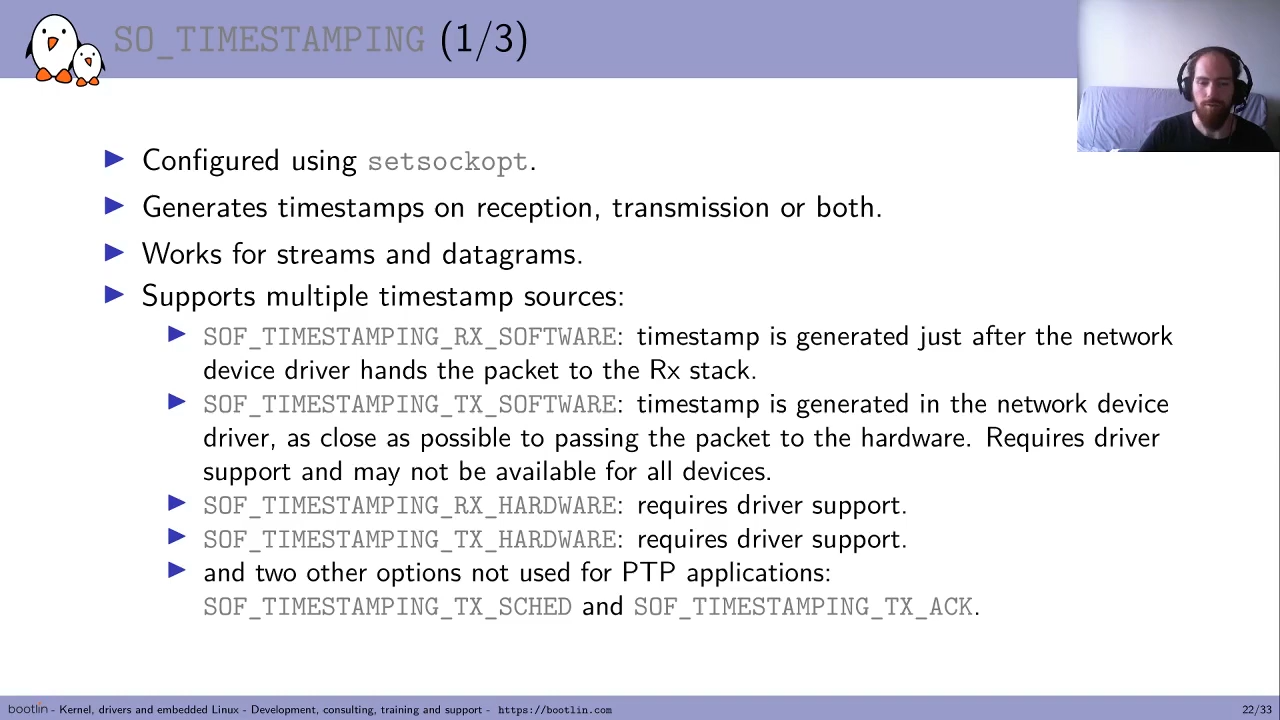 SO_TIMESTAMPING (1/3)
Configured using setsockopt.
Generates timestamps on reception, transmission or both.
Works for streams and datagrams.
Supports multiple timestamp sources:
SOF_TIMESTAMPING_RX_SOFTWARE: timestamp is generated just after the network
device driver hands the packet to the Rx stack.
SOF_TIMESTAMPING_TX_SOFTWARE: timestamp is generated in the network device
driver, as close as possible to passing the packet to the hardware. Requires driver
support and may not be available for all devices.
SOF_TIMESTAMPING_RX_HARDWARE: requires driver support.
SOF_TIMESTAMPING_TX_HARDWARE: requires driver support.
and two other options not used for PTP applications:
SOF_TIMESTAMPING_TX_SCHED and SOF_TIMESTAMPING_TX_ACK.
bootlin - Kernel, drivers and embedded Linux - Development, consulting, training and support - https://bootlin.com 22/33